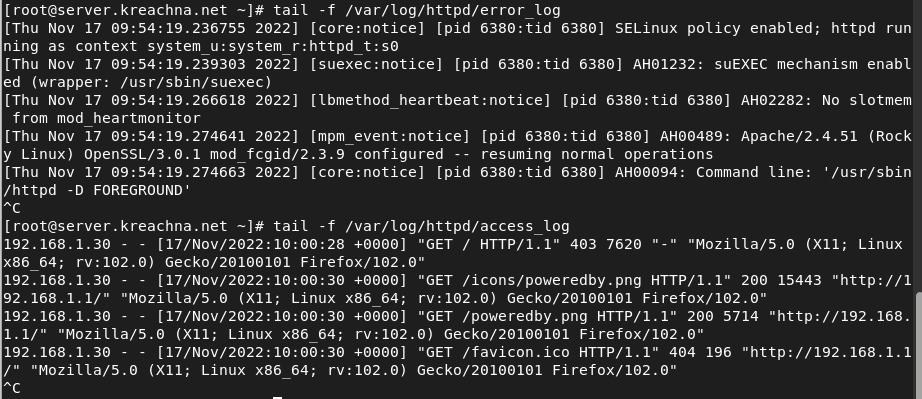 [root@server.kreachna.net ~]# tail -f /var/log/httpd/error_log
[Thu Nov 17 09:54:19.236755 2022] [core:notice] [pid 6380:tid 6380] SELinux policy enabled; httpd run
ning as context system_u:system_r:httpd_t:s0
[Thu Nov 17 09:54:19.239303 2022] [suexec:notice] [pid 6380:tid 6380] AH01232: suEXEC mechanism enabl
ed (wrapper: /usr/sbin/suexec)
[Thu Nov 17 09:54:19.266618 2022] [lbmethod_heartbeat:notice] [pid 6380:tid 6380] AH02282: No slotmem
 from mod_heartmonitor
[Thu Nov 17 09:54:19.274641 2022] [mpm_event:notice] [pid 6380:tid 6380] AH00489: Apache/2.4.51 (Rock
y Linux) OpenSSL/3.0.1 mod_fcgid/2.3.9 configured -- resuming normal operations
[Thu Nov 17 09:54:19.274663 2022] [core:notice] [pid 6380:tid 6380] AH00094: Command line: '/usr/sbin
/httpd -D FOREGROUND'
^C
[root@server.kreachna.net ~]# tail -f /var/log/httpd/access_log
192.168.1.30 - - [17/Nov/2022:10:00:28 +0000] "GET / HTTP/1.1" 403 7620 "-" "Mozilla/5.0 (X11; Linux
x86_64; rv:102.0) Gecko/20100101 Firefox/102.0"
192.168.1.30 - - [17/Nov/2022:10:00:30 +0000] "GET /icons/poweredby.png HTTP/1.1" 200 15443 "http://1
92.168.1.1/" "Mozilla/5.0 (X11; Linux x86_64; rv:102.0) Gecko/20100101 Firefox/102.0"
192.168.1.30 - - [17/Nov/2022:10:00:30 +0000] "GET /poweredby.png HTTP/1.1" 200 5714 "http://192.168.
1.1/" "Mozilla/5.0 (X11; Linux x86_64; rv:102.0) Gecko/20100101 Firefox/102.0"
192.168.1.30 - - [17/Nov/2022:10:00:30 +0000] "GET /favicon.ico HTTP/1.1" 404 196 "http://192.168.1.1
/" "Mozilla/5.0 (X11; Linux x86_64; rv:102.0) Gecko/20100101 Firefox/102.0"
^C